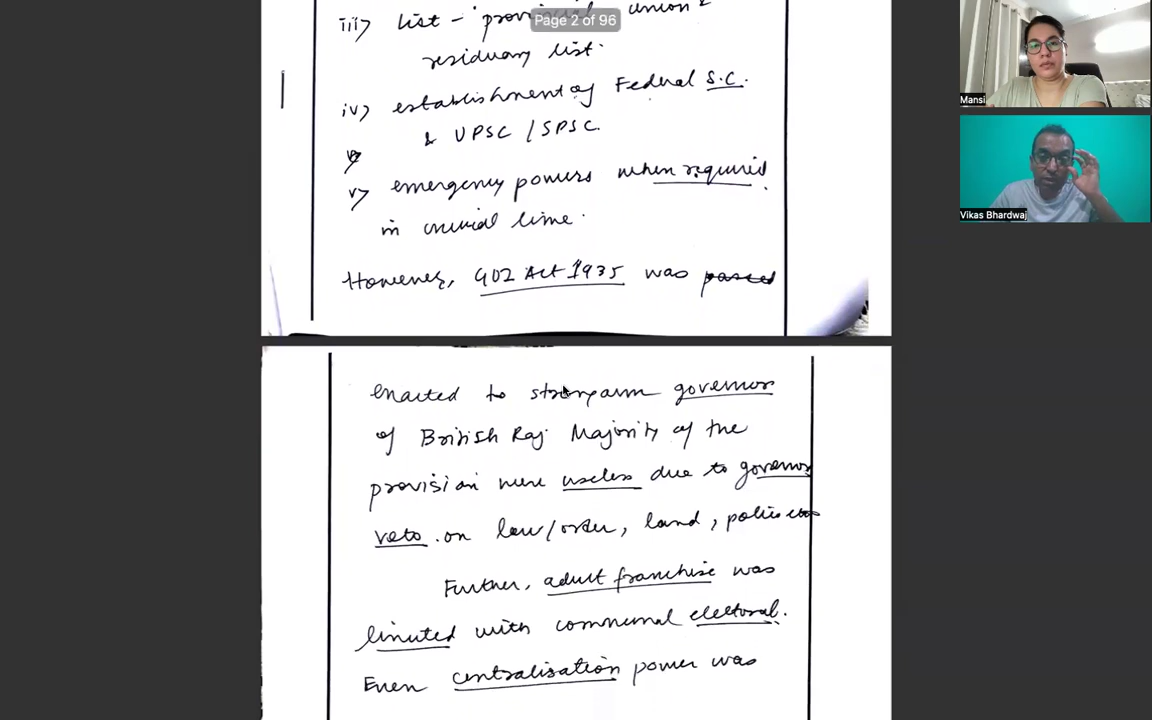 iii) list - provincial union &
Page 2 of 96
residuary list.
iv) establishment of Federal S.C.
& UPSC / SPSC.
v) emergency powers when required
in crucial time.
However, GOI Act 1935 was passed
enacted to strongarm governor
of British Raj. Majority of the
provision were useless due to governor
veto on law/order, land, police etc
Further, adult franchise was
limited with communal electoral.
Even centralisation power was
Mansi
Vikas Bhardwaj